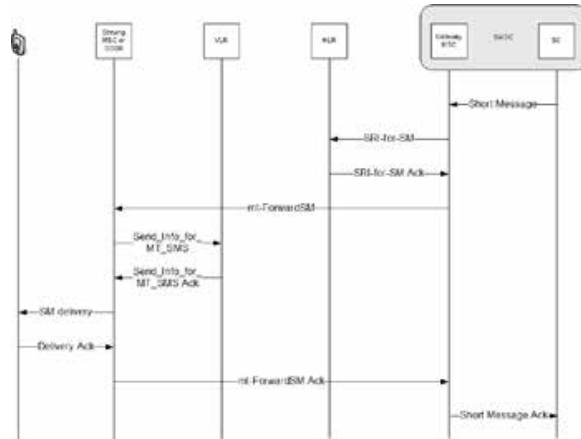 Serving
MSC or
SGSN
VLR
HLR
Gateway
MSC
SMSC
SC
Short Message
SRI-for-SM
SRI-for-SM Ack
mt-ForwardSM
Send_Info_for_
MT_SMS
Send_Info_for_
MT_SMS Ack
SM delivery
Delivery Ack
mt-ForwardSM Ack
Short Message Ack